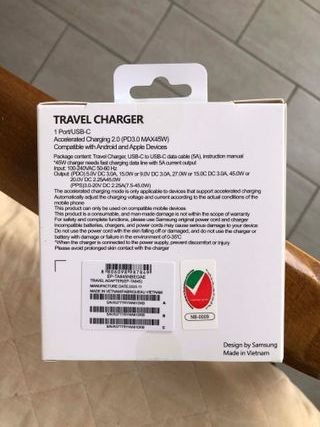 TRAVEL CHARGER
1 Port/USB-C
Accelerated Charging 2.0 (PD3.0 MAX45W)
Compatible with Android and Apple Devices
Package content: Travel Charger, USB-C to USB-C data cable (5A), Instruction manual
*45W charger needs fast charging data line with 5A current output
Input: 100-240VAC 50-60 Hz
Output: (PDO)5.0V DC 3.0A, 15.0W or 9.0V DC 3.0A, 27.0W or 15.0C DC 3.0A, 45.0W or
20.0V DC 2.25A45.0W
(PPS)3.0-20V DC 2.25A(7.5-45.0W)
The accelerated charging mode is only applicable to devices that support accelerating charging
Automatically adjust the charging voltage and current according to the actual conditions of the
mobile phone
This product can only be used on compatible mobile devices.
This product is a consumable, and man-made damage is not within the scope of warranty
For safety and complete functions, please use Samsung original power cord and charger
incompatible batteries, chargers, and power cords may cause serious damage to your device
Do not use the power cord with the skin falling off or damaged, and do not use the charger or
battery with damage or failure in the environment of 0-35°C
*When the charger is connected to the power supply, prevent discomfort or injury
Please avoid prolonged skin contact with the charger
TRAVEL ADAPTER(EP-TA845)
MADE IN VIETNAM/FABRIQUE AU VIETNAM
NB-0009
Design by Samsung
Made in Vietnam